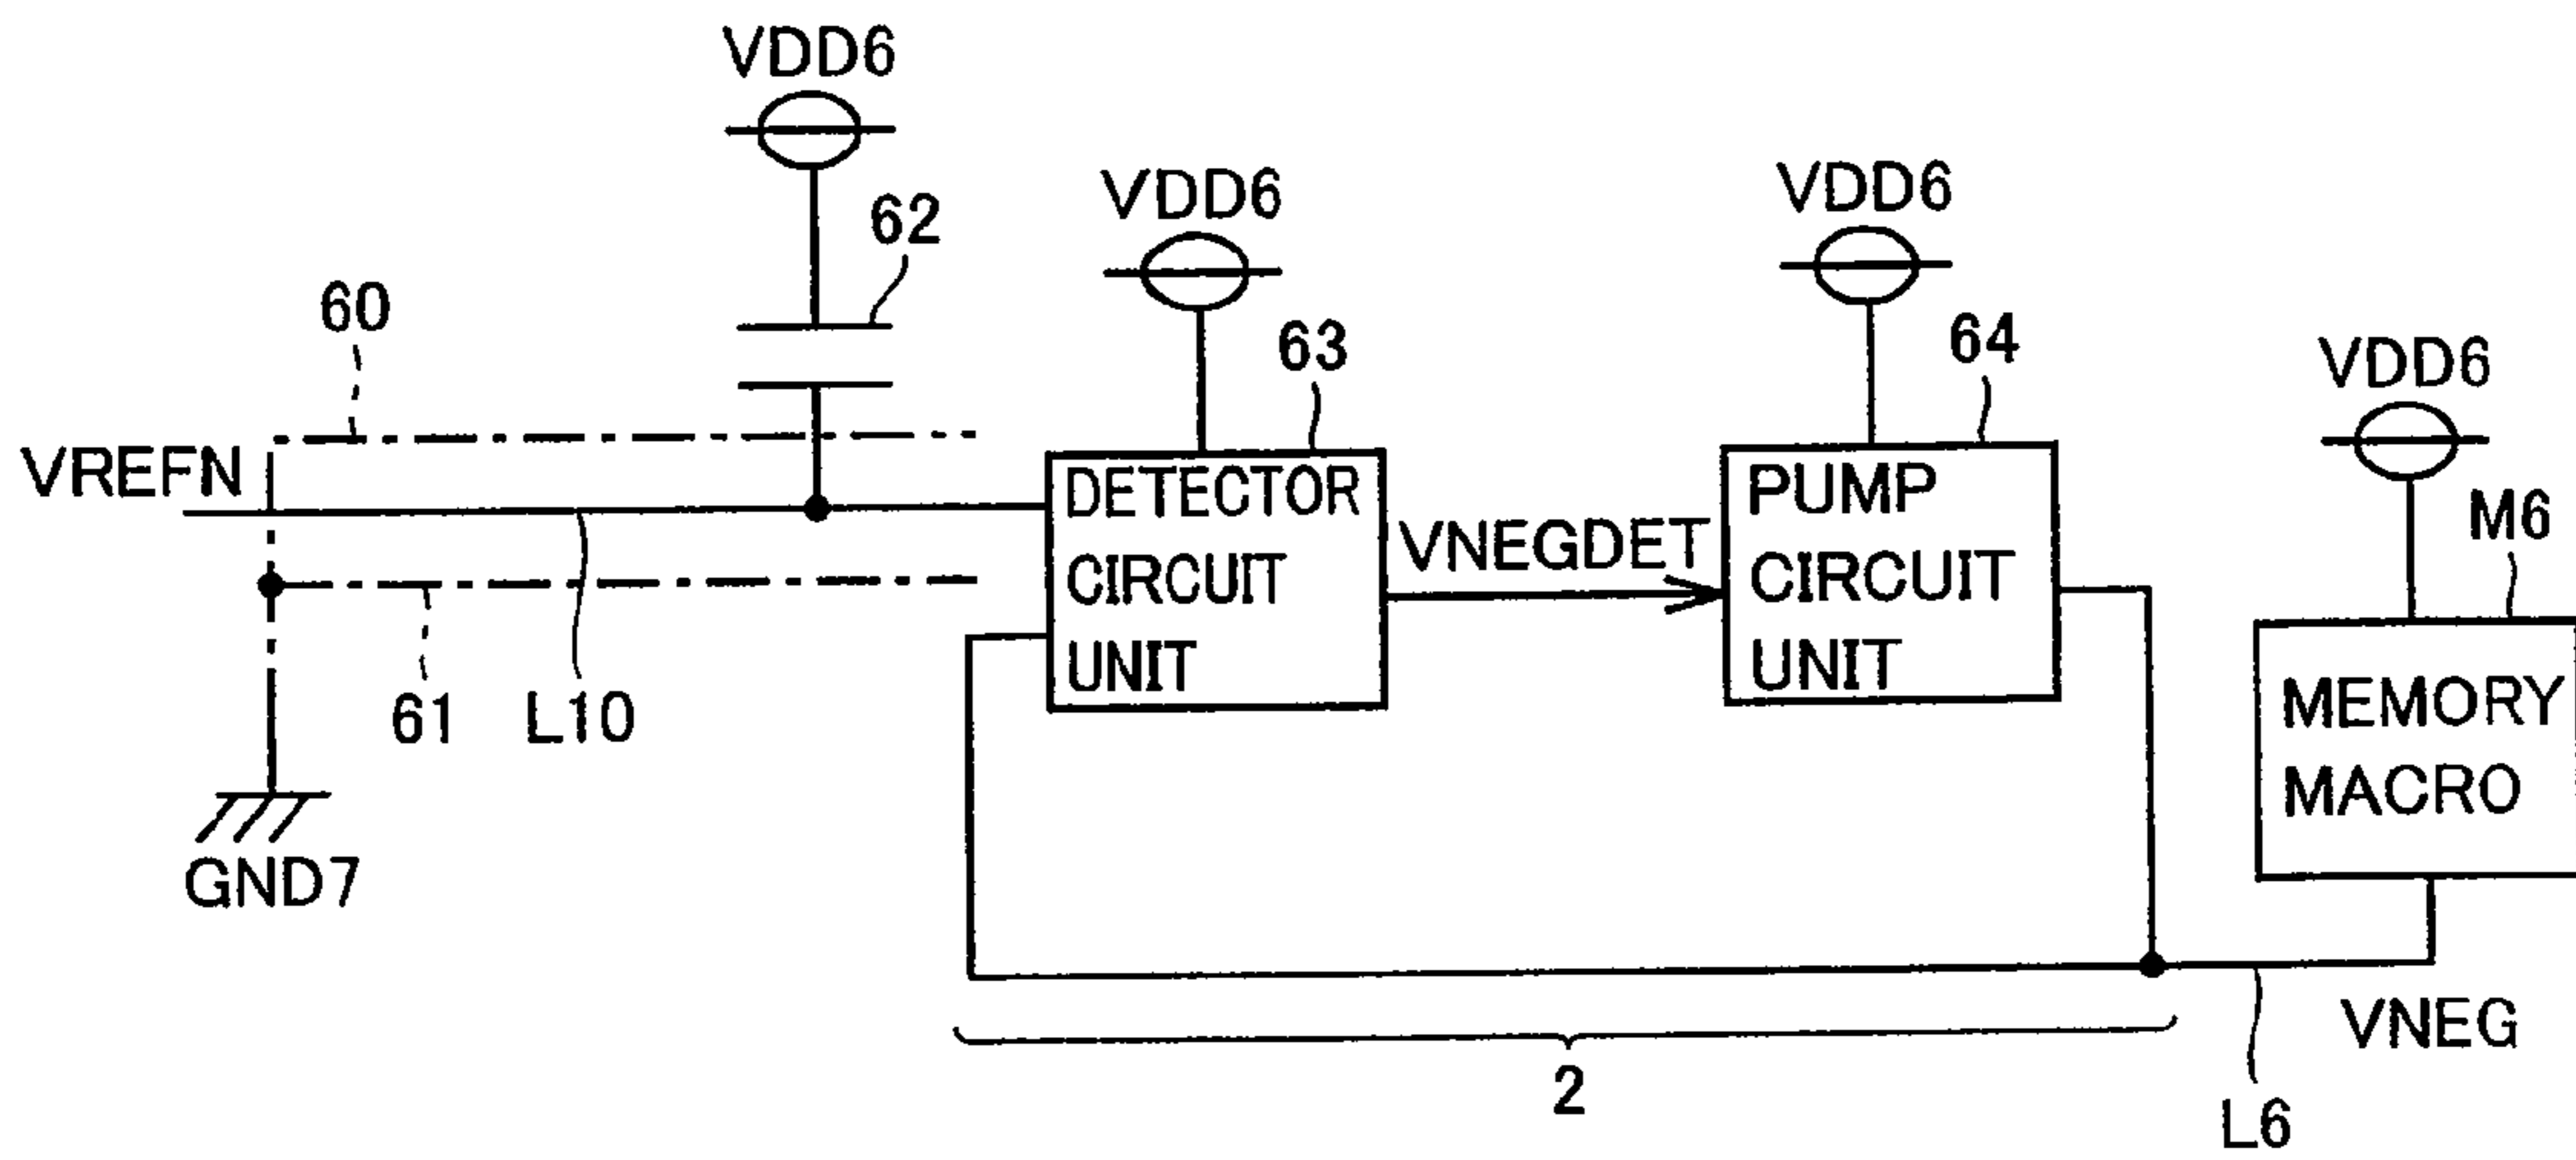 VDD6
VDD6
VDD6
62
60
63
64
VDD6
VREFN
DETECTOR
CIRCUIT
UNIT
VNEGDET
PUMP
CIRCUIT
UNIT
M6
MEMORY
MACRO
61
L10
GND7
VNEG
2
L6